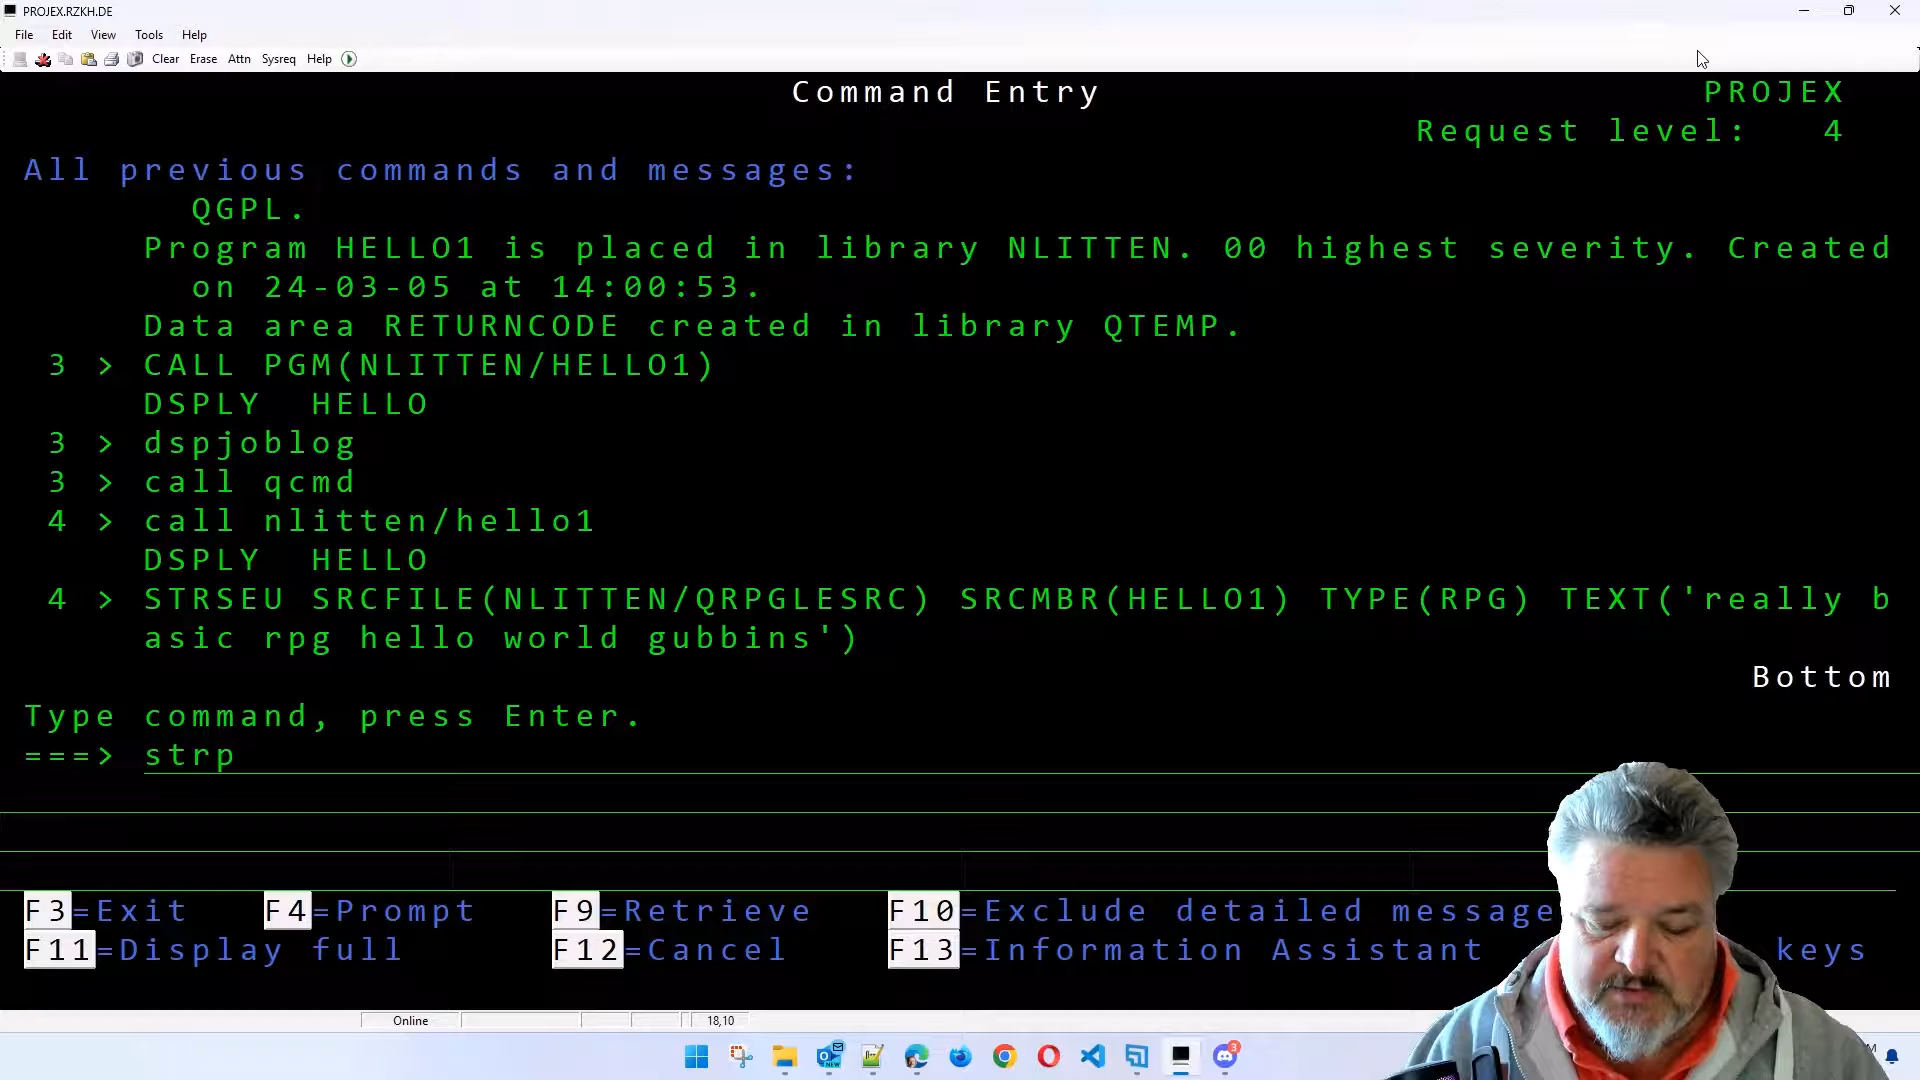 PROJEX.RZKH.DE
File Edit View Tools Help
Clear Erase Attn Sysreq Help
Command Entry PROJEX
Request level: 4
All previous commands and messages:
QGPL.
Program HELLO1 is placed in library NLITTEN. 00 highest severity. Created
on 24-03-05 at 14:00:53.
Data area RETURNCODE created in library QTEMP.
3 > CALL PGM(NLITTEN/HELLO1)
DSPLY HELLO
3 > dspjoblog
3 > call qcmd
4 > call nlitten/hello1
DSPLY HELLO
4 > STRSEU SRCFILE(NLITTEN/QRPGLESRC) SRCMBR(HELLO1) TYPE(RPG) TEXT('really b
asic rpg hello world gubbins')
Bottom
Type command, press Enter.
===> strp
F3=Exit F4=Prompt F9=Retrieve F10=Exclude detailed message
F11=Display full F12=Cancel F13=Information Assistant keys
Online 18,10
NEW
3